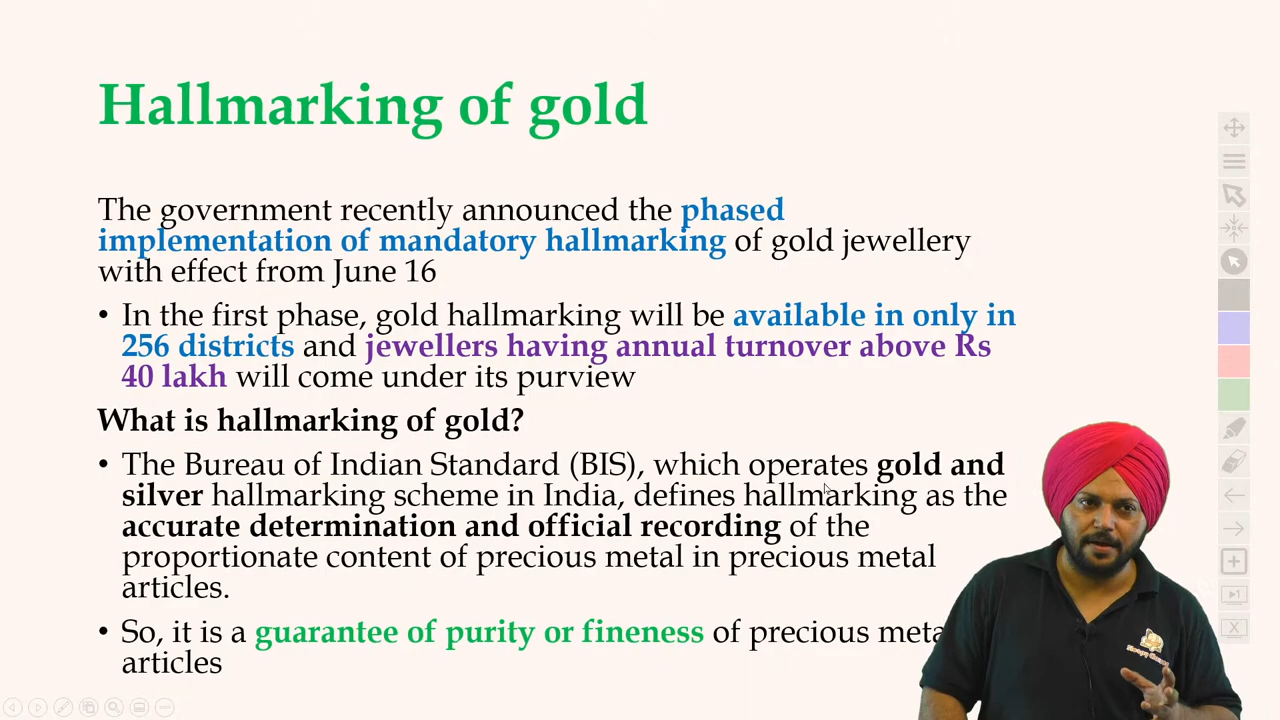 Hallmarking of gold
The government recently announced the phased
implementation of mandatory hallmarking of gold jewellery
with effect from June 16
• In the first phase, gold hallmarking will be available in only in
256 districts and jewellers having annual turnover above Rs
40 lakh will come under its purview
What is hallmarking of gold?
• The Bureau of Indian Standard (BIS), which operates gold and
silver hallmarking scheme in India, defines hallmarking as the
accurate determination and official recording of the
proportionate content of precious metal in precious metal
articles.
• So, it is a guarantee of purity or fineness of precious meta
articles